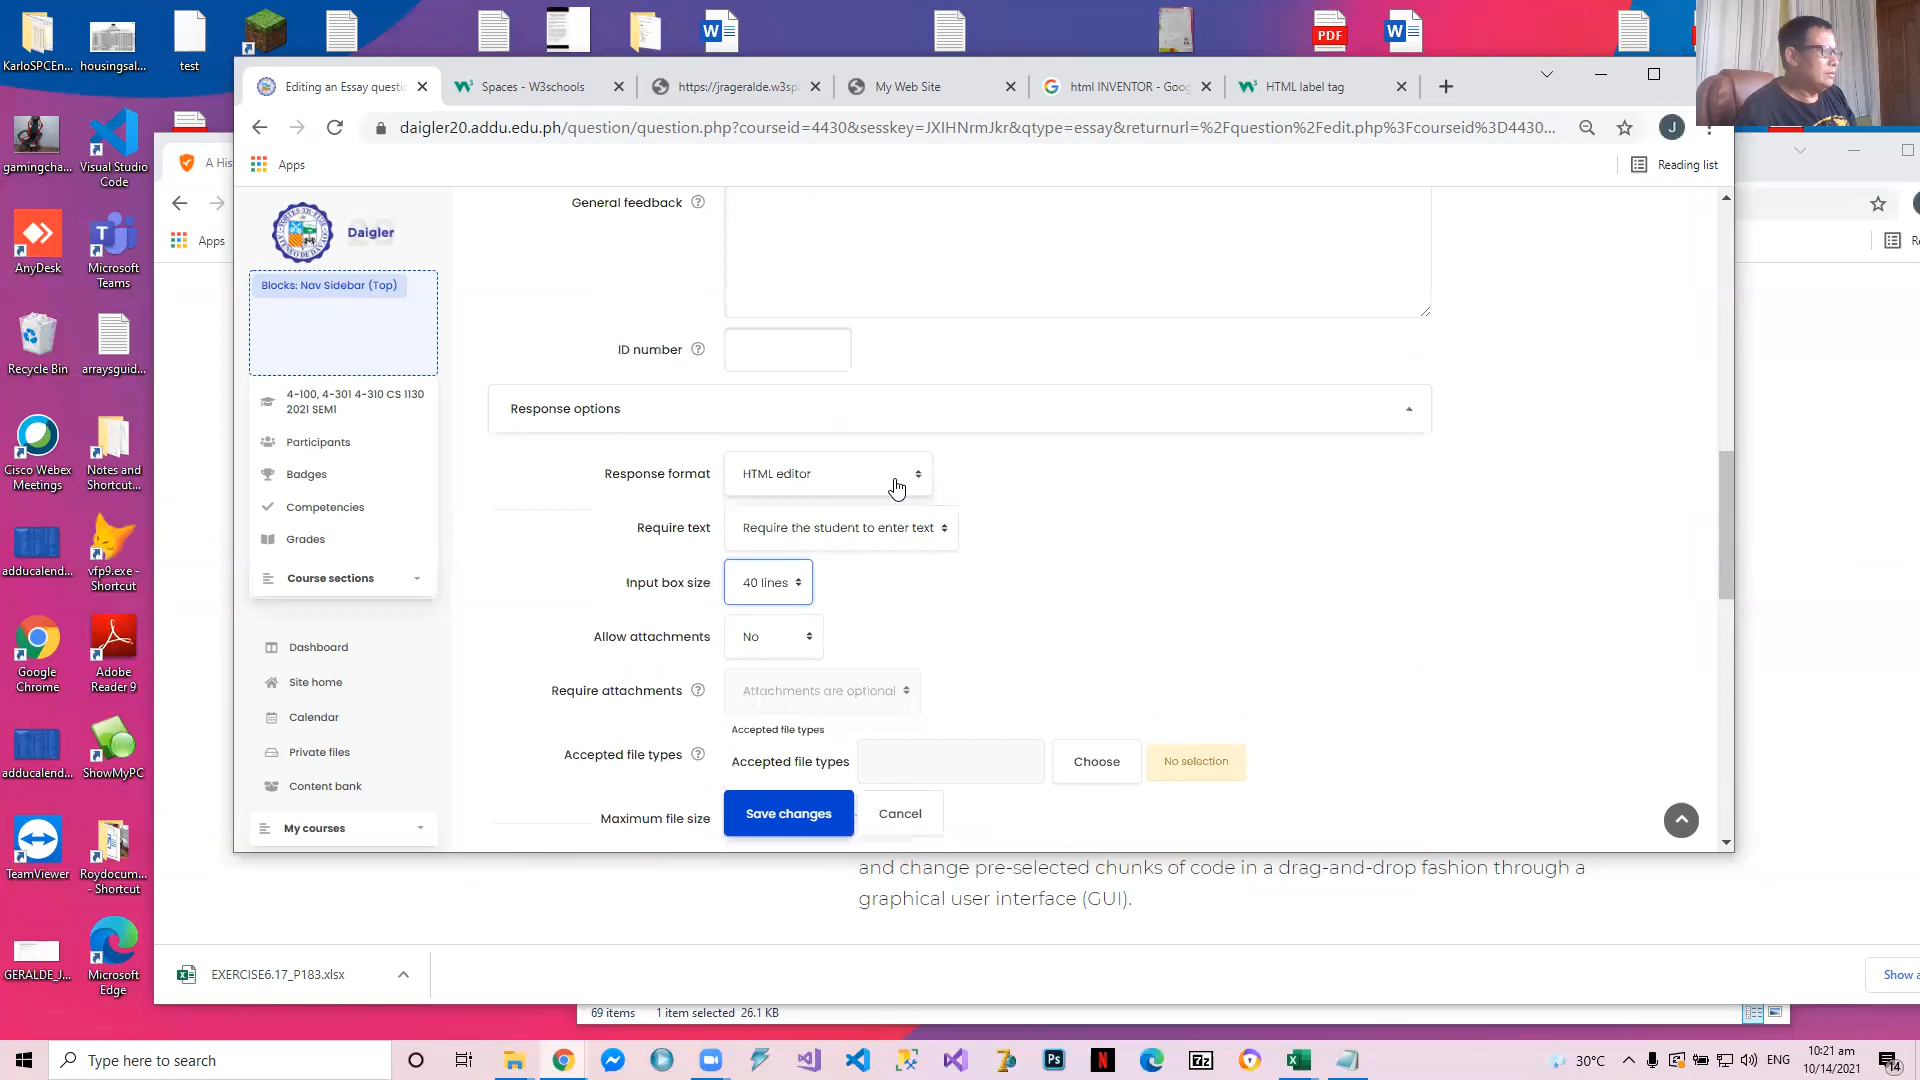 KarloSPCEn...
housingsal...
test
Editing an Essay questi
Spaces - W3schools
https://jrageralde.w3spa
My Web Site
html INVENTOR - Goog
HTML label tag
daigler20.addu.edu.ph/question/question.php?courseid=4430&sesskey=JXIHNrmJkr&qtype=essay&returnurl=%2Fquestion%2Fedit.php%3Fcourseid%3D4430...
J
Apps
Reading list
A His
Apps
gamingcha...
Visual Studio
Code
AnyDesk
Microsoft
Teams
Recycle Bin
arraysguid...
Cisco Webex
Meetings
Notes and
Shortcut...
adducalend...
vfp9.exe -
Shortcut
Google
Chrome
Adobe
Reader 9
adducalend...
ShowMyPC
TeamViewer
Roydocum...
- Shortcut
GERALDE_J...
Microsoft
Edge
Daigler
Blocks: Nav Sidebar (Top)
4-100, 4-301 4-310 CS 1130
2021 SEM1
Participants
Badges
Competencies
Grades
Course sections
Dashboard
Site home
Calendar
Private files
Content bank
My courses
General feedback
ID number
Response options
Response format
HTML editor
Require text
Require the student to enter text
Input box size
40 lines
Allow attachments
No
Require attachments
Attachments are optional
Accepted file types
Accepted file types
Accepted file types
Choose
No selection
Maximum file size
Save changes
Cancel
and change pre-selected chunks of code in a drag-and-drop fashion through a
graphical user interface (GUI).
EXERCISE6.17_P183.xlsx
Show a
69 items
1 item selected 26.1 KB
Type here to search
30°C
ENG
10:21 am
10/14/2021
14